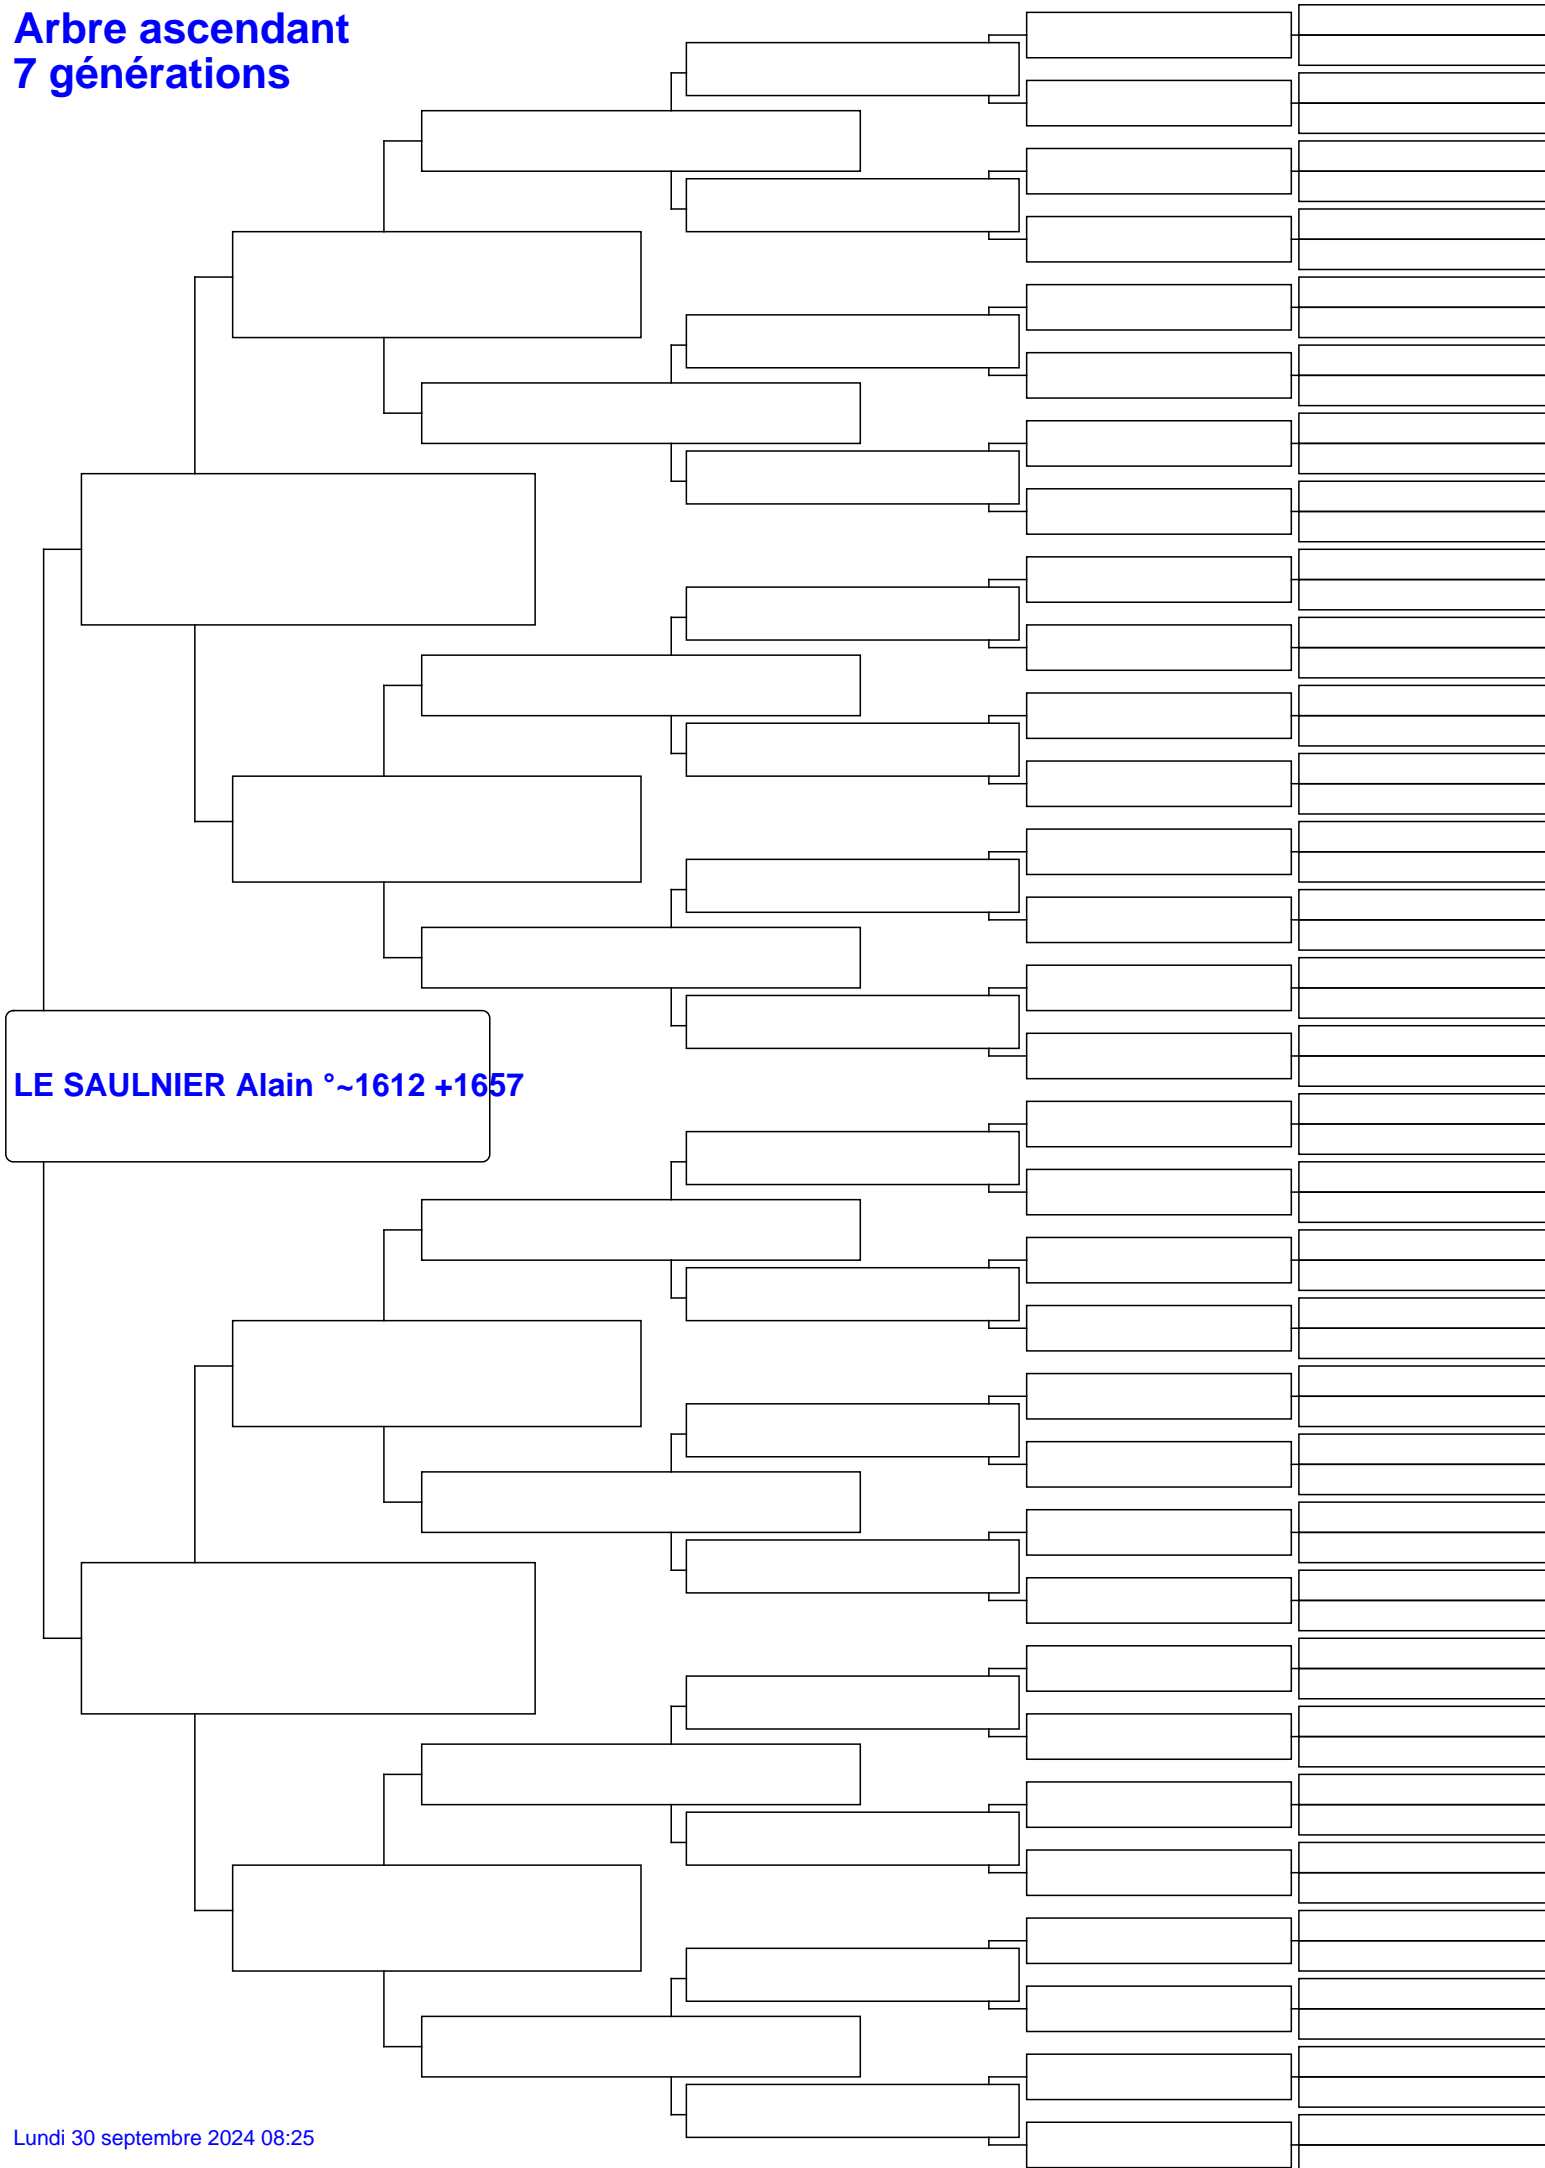 Arbre ascendant
7 générations
LE SAULNIER Alain °~1612 +1657
Lundi 30 septembre 2024 08:25